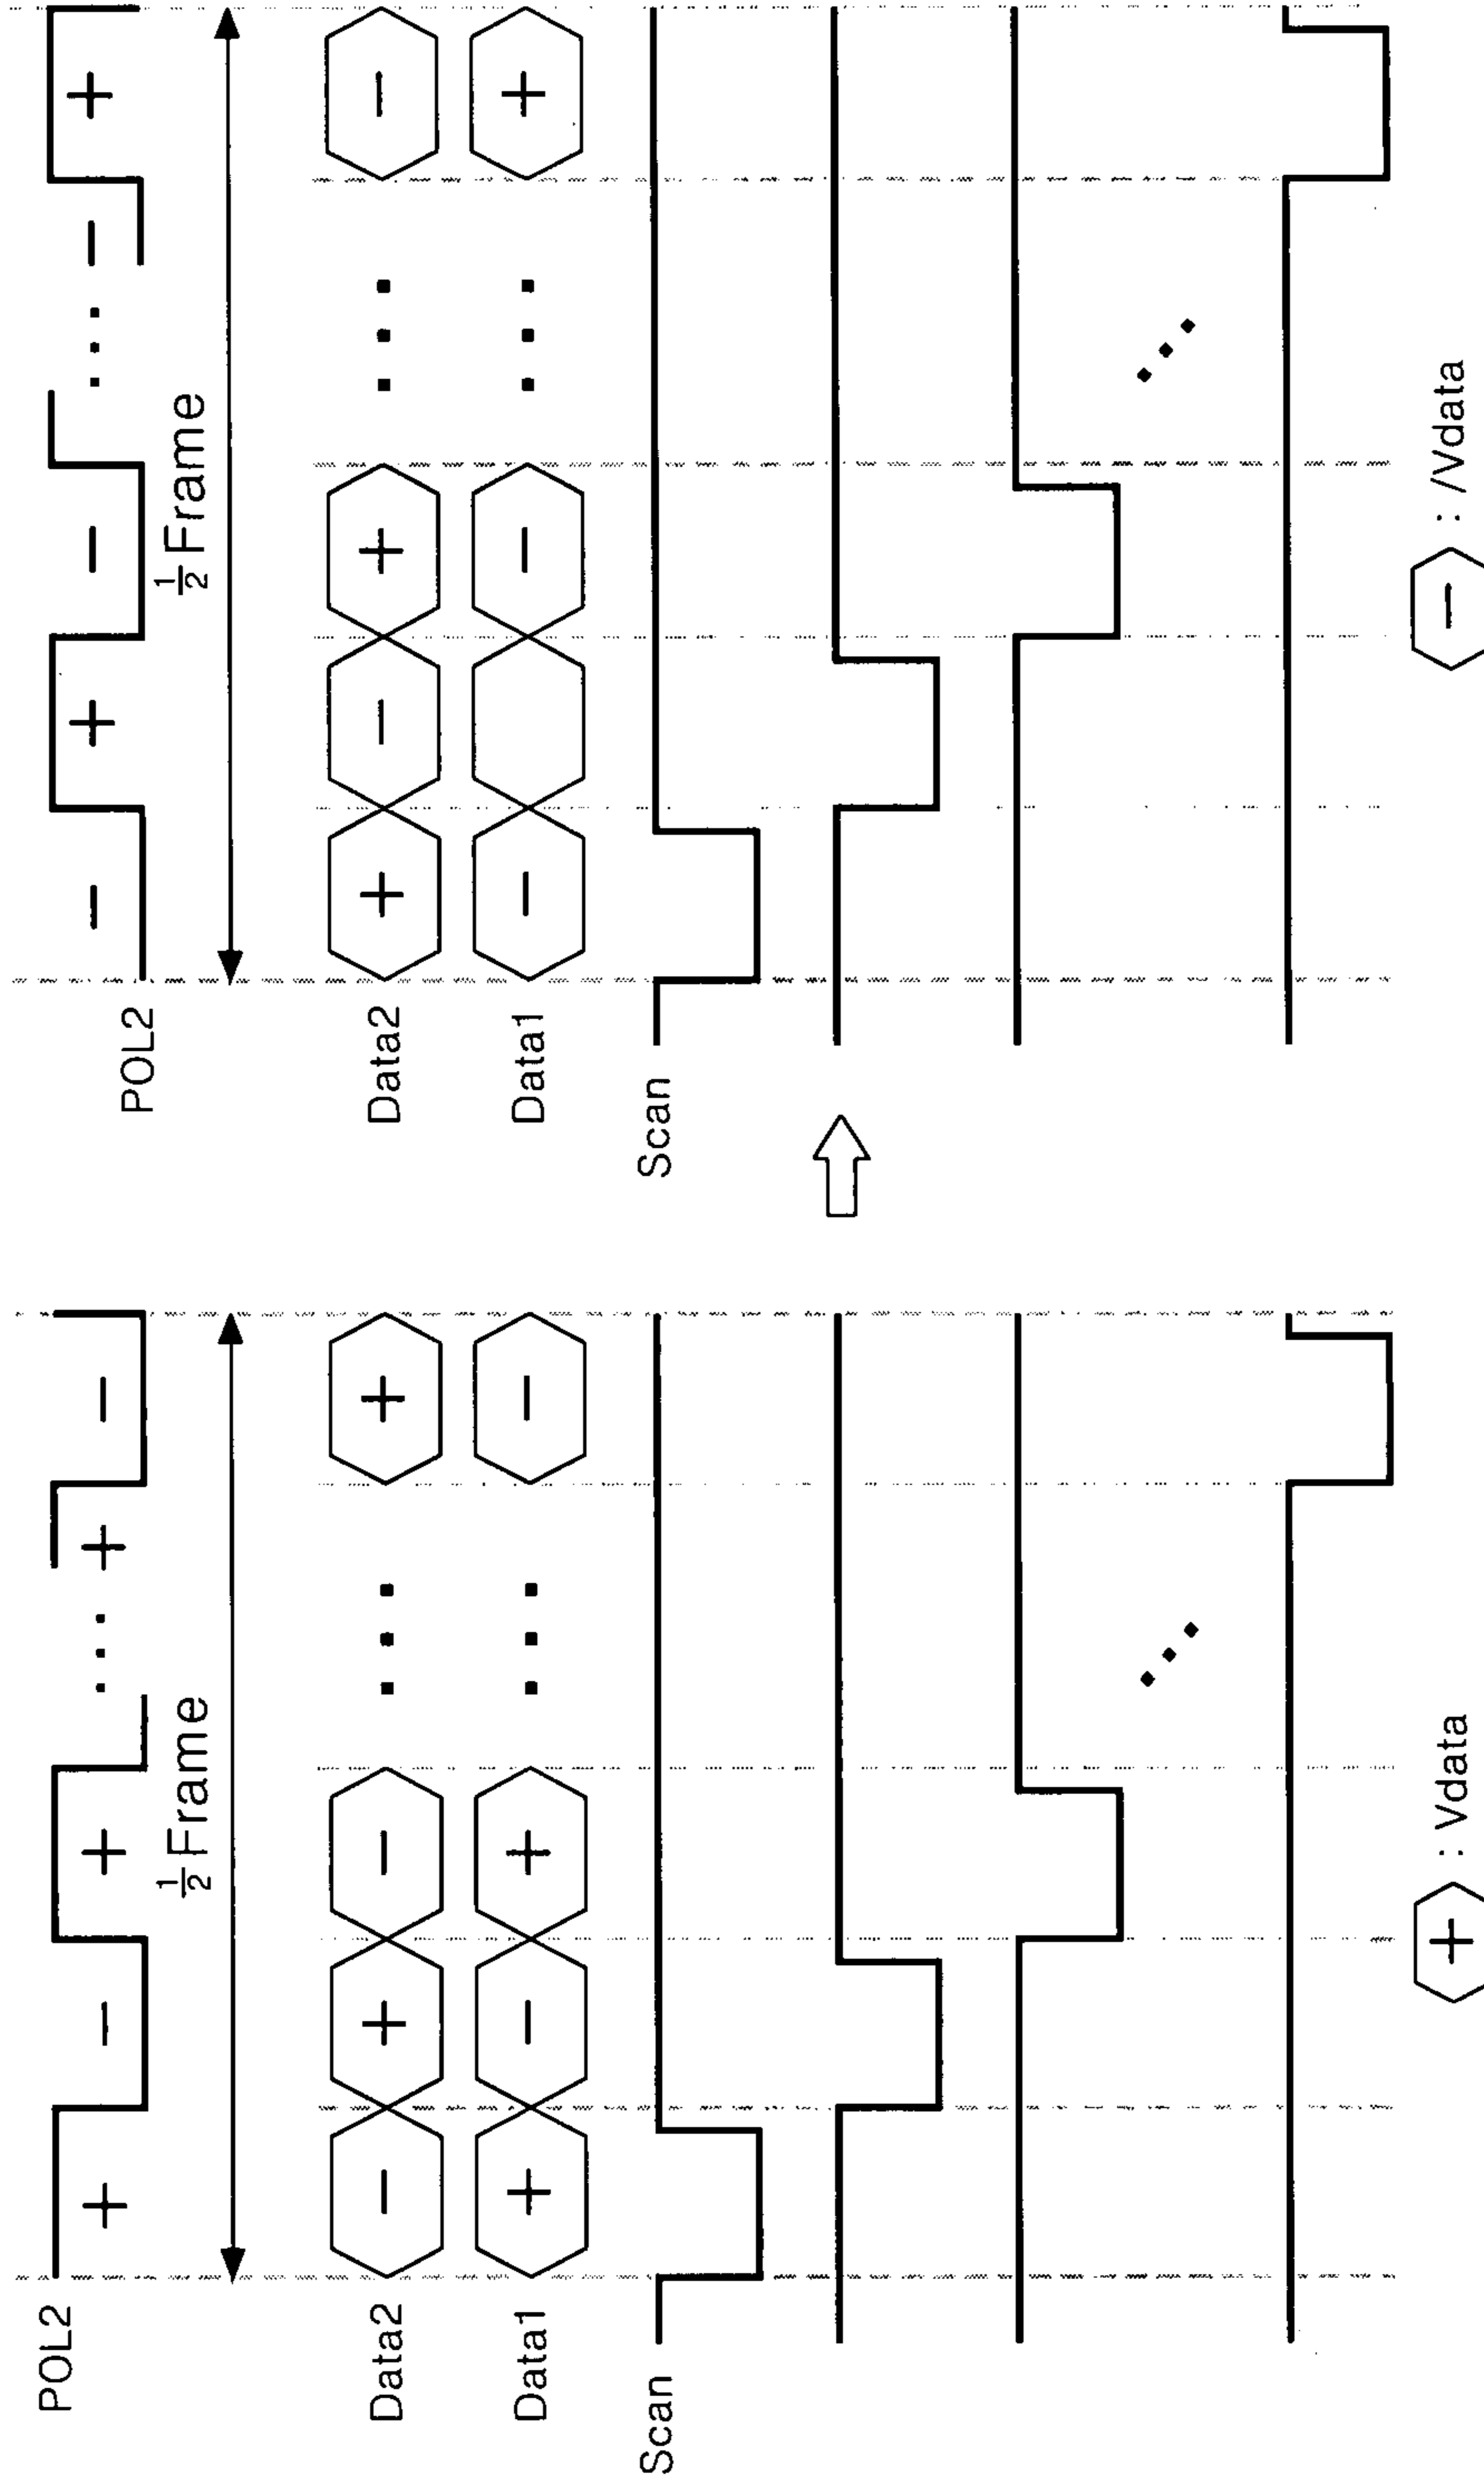 POL2
+ − + ... + −
½ Frame
Data2
− + − ... +
Data1
+ − + ... −
Scan
POL2
− + − ... − +
½ Frame
Data2
+ − + ... −
Data1
− − ... +
Scan
+ : Vdata
− : /Vdata